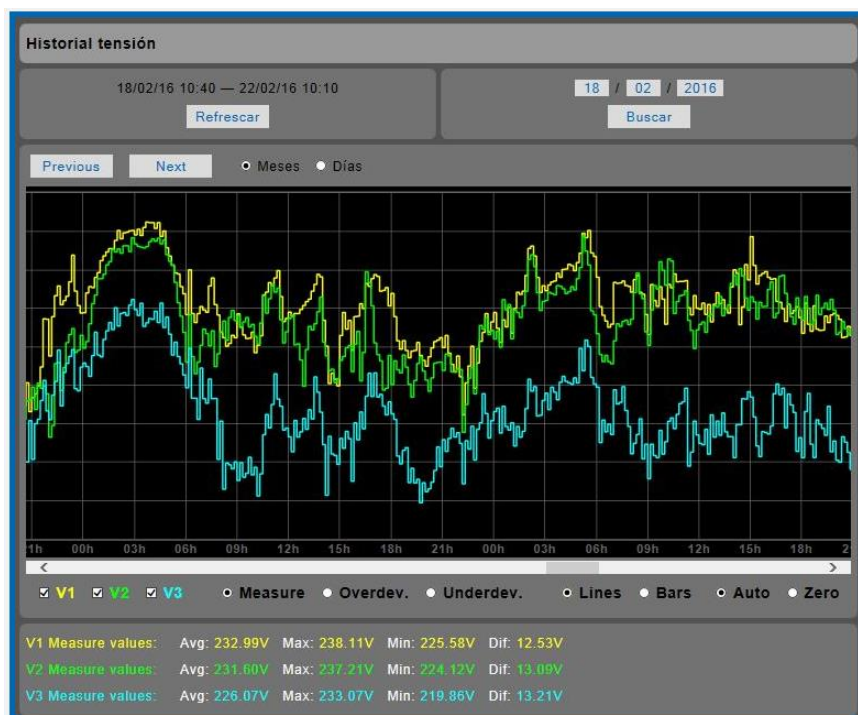 Historial tensión
18/02/16 10:40 — 22/02/16 10:10
Refrescar
18 / 02 / 2016
Buscar
Previous Next Meses Días
21h 00h 03h 06h 09h 12h 15h 18h 21h 00h 03h 06h 09h 12h 15h 18h 2
V1 V2 V3 Measure Overdev. Underdev. Lines Bars Auto Zero
V1 Measure values: Avg: 232.99V Max: 238.11V Min: 225.58V Dif: 12.53V
V2 Measure values: Avg: 231.60V Max: 237.21V Min: 224.12V Dif: 13.09V
V3 Measure values: Avg: 226.07V Max: 233.07V Min: 219.86V Dif: 13.21V